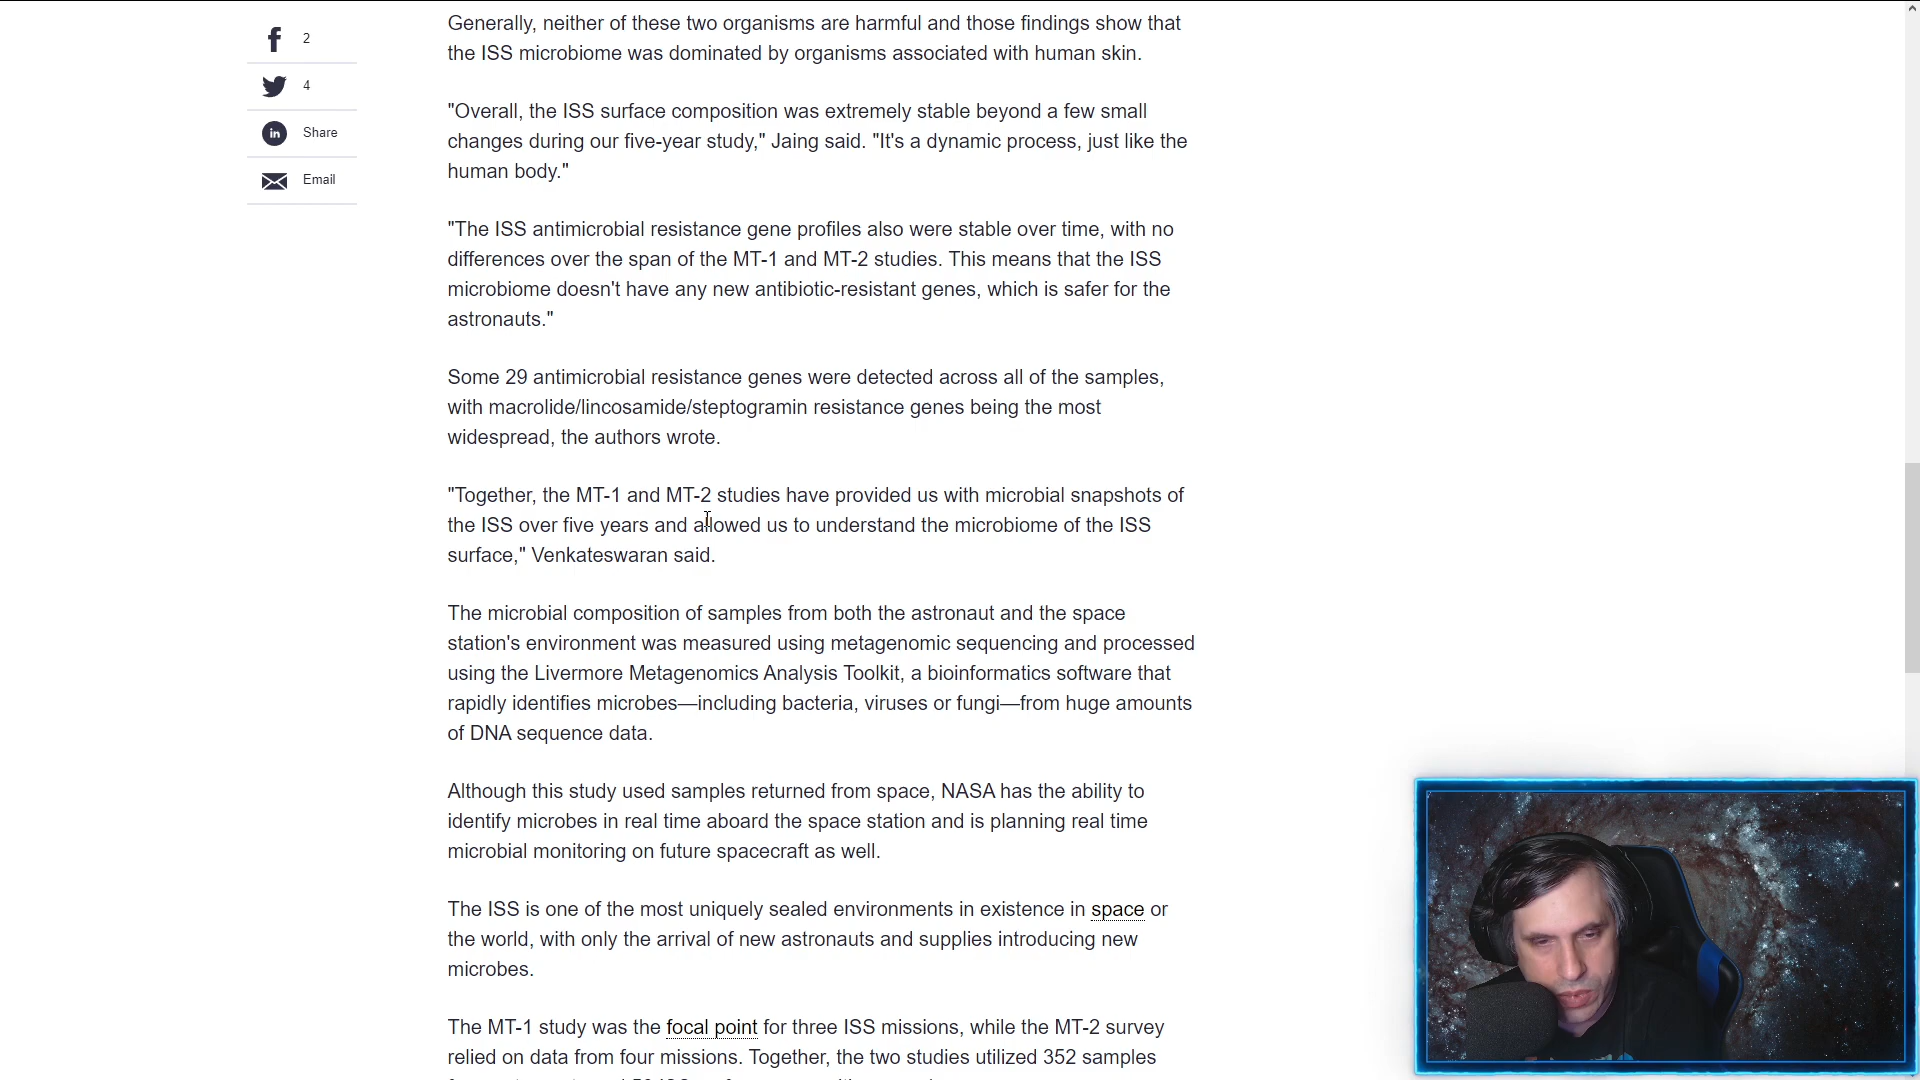 2
4
Share
Email
Generally, neither of these two organisms are harmful and those findings show that
the ISS microbiome was dominated by organisms associated with human skin.
"Overall, the ISS surface composition was extremely stable beyond a few small
changes during our five-year study," Jaing said. "It's a dynamic process, just like the
human body."
"The ISS antimicrobial resistance gene profiles also were stable over time, with no
differences over the span of the MT-1 and MT-2 studies. This means that the ISS
microbiome doesn't have any new antibiotic-resistant genes, which is safer for the
astronauts."
Some 29 antimicrobial resistance genes were detected across all of the samples,
with macrolide/lincosamide/steptogramin resistance genes being the most
widespread, the authors wrote.
"Together, the MT-1 and MT-2 studies have provided us with microbial snapshots of
the ISS over five years and allowed us to understand the microbiome of the ISS
surface," Venkateswaran said.
The microbial composition of samples from both the astronaut and the space
station's environment was measured using metagenomic sequencing and processed
using the Livermore Metagenomics Analysis Toolkit, a bioinformatics software that
rapidly identifies microbes—including bacteria, viruses or fungi—from huge amounts
of DNA sequence data.
Although this study used samples returned from space, NASA has the ability to
identify microbes in real time aboard the space station and is planning real time
microbial monitoring on future spacecraft as well.
The ISS is one of the most uniquely sealed environments in existence in space or
the world, with only the arrival of new astronauts and supplies introducing new
microbes.
The MT-1 study was the focal point for three ISS missions, while the MT-2 survey
relied on data from four missions. Together, the two studies utilized 352 samples